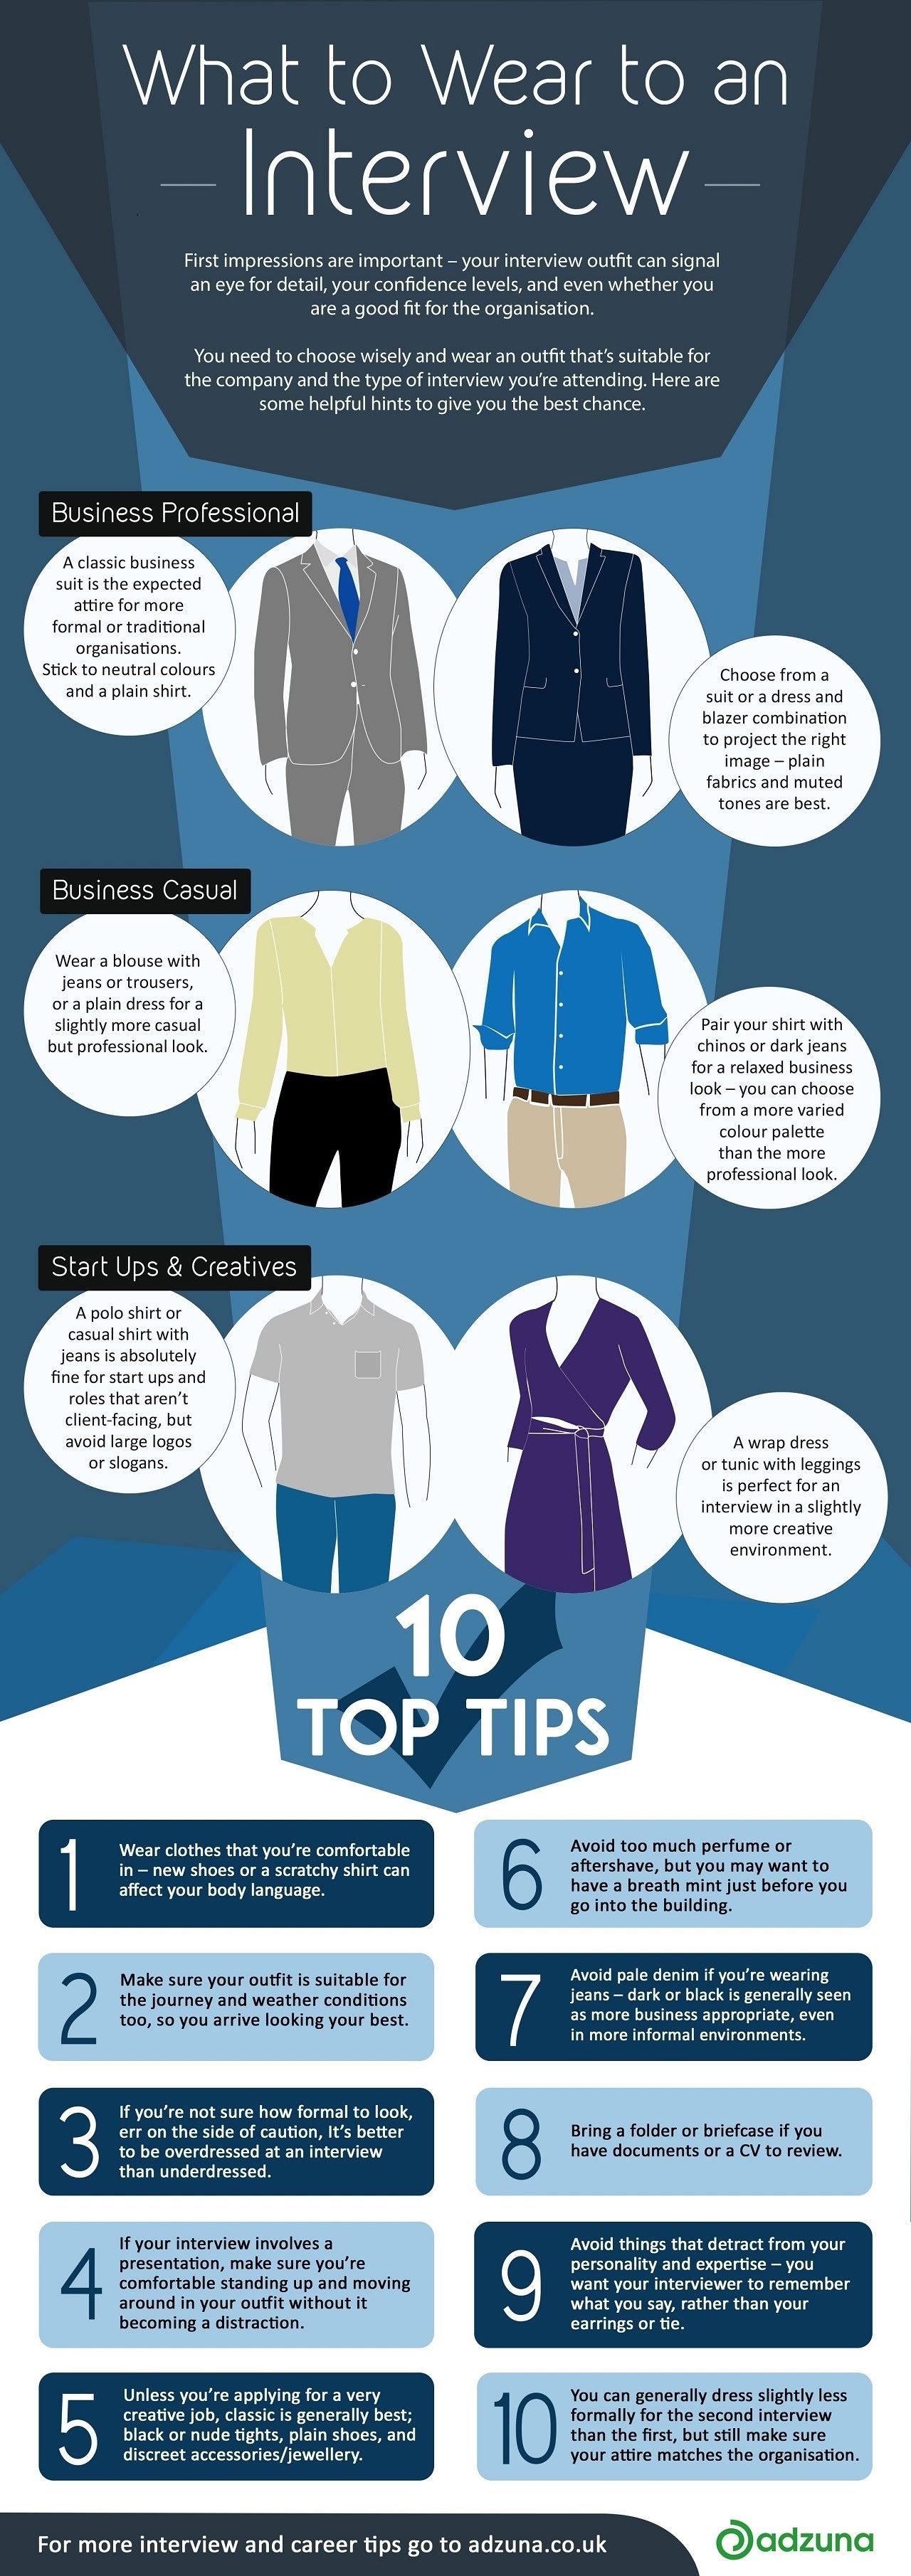 What to Wear to an
Interview
First impressions are important – your interview outfit can signal
an eye for detail, your confidence levels, and even whether you
are a good fit for the organisation.
You need to choose wisely and wear an outfit that's suitable for
the company and the type of interview you're attending. Here are
some helpful hints to give you the best chance.
Business Professional
A classic business
suit is the expected
attire for more
formal or traditional
organisations.
Stick to neutral colours
and a plain shirt.
Choose from a
suit or a dress and
blazer combination
to project the right
image – plain
fabrics and muted
tones are best.
Business Casual
Wear a blouse with
jeans or trousers,
or a plain dress for a
slightly more casual
but professional look.
Pair your shirt with
chinos or dark jeans
for a relaxed business
look – you can choose
from a more varied
colour palette
than the more
professional look.
Start Ups & Creatives
A polo shirt or
casual shirt with
jeans is absolutely
fine for start ups and
roles that aren't
client-facing, but
avoid large logos
or slogans.
A wrap dress
or tunic with leggings
is perfect for an
interview in a slightly
more creative
environment.
10
TOP TIPS
1
Wear clothes that you're comfortable
in – new shoes or a scratchy shirt can
affect your body language.
2
Make sure your outfit is suitable for
the journey and weather conditions
too, so you arrive looking your best.
3
If you're not sure how formal to look,
err on the side of caution, It's better
to be overdressed at an interview
than underdressed.
4
If your interview involves a
presentation, make sure you're
comfortable standing up and moving
around in your outfit without it
becoming a distraction.
5
Unless you're applying for a very
creative job, classic is generally best;
black or nude tights, plain shoes, and
discreet accessories/jewellery.
6
Avoid too much perfume or
aftershave, but you may want to
have a breath mint just before you
go into the building.
7
Avoid pale denim if you're wearing
jeans – dark or black is generally seen
as more business appropriate, even
in more informal environments.
8
Bring a folder or briefcase if you
have documents or a CV to review.
9
Avoid things that detract from your
personality and expertise – you
want your interviewer to remember
what you say, rather than your
earrings or tie.
10
You can generally dress slightly less
formally for the second interview
than the first, but still make sure
your attire matches the organisation.
For more interview and career tips go to adzuna.co.uk
adzuna